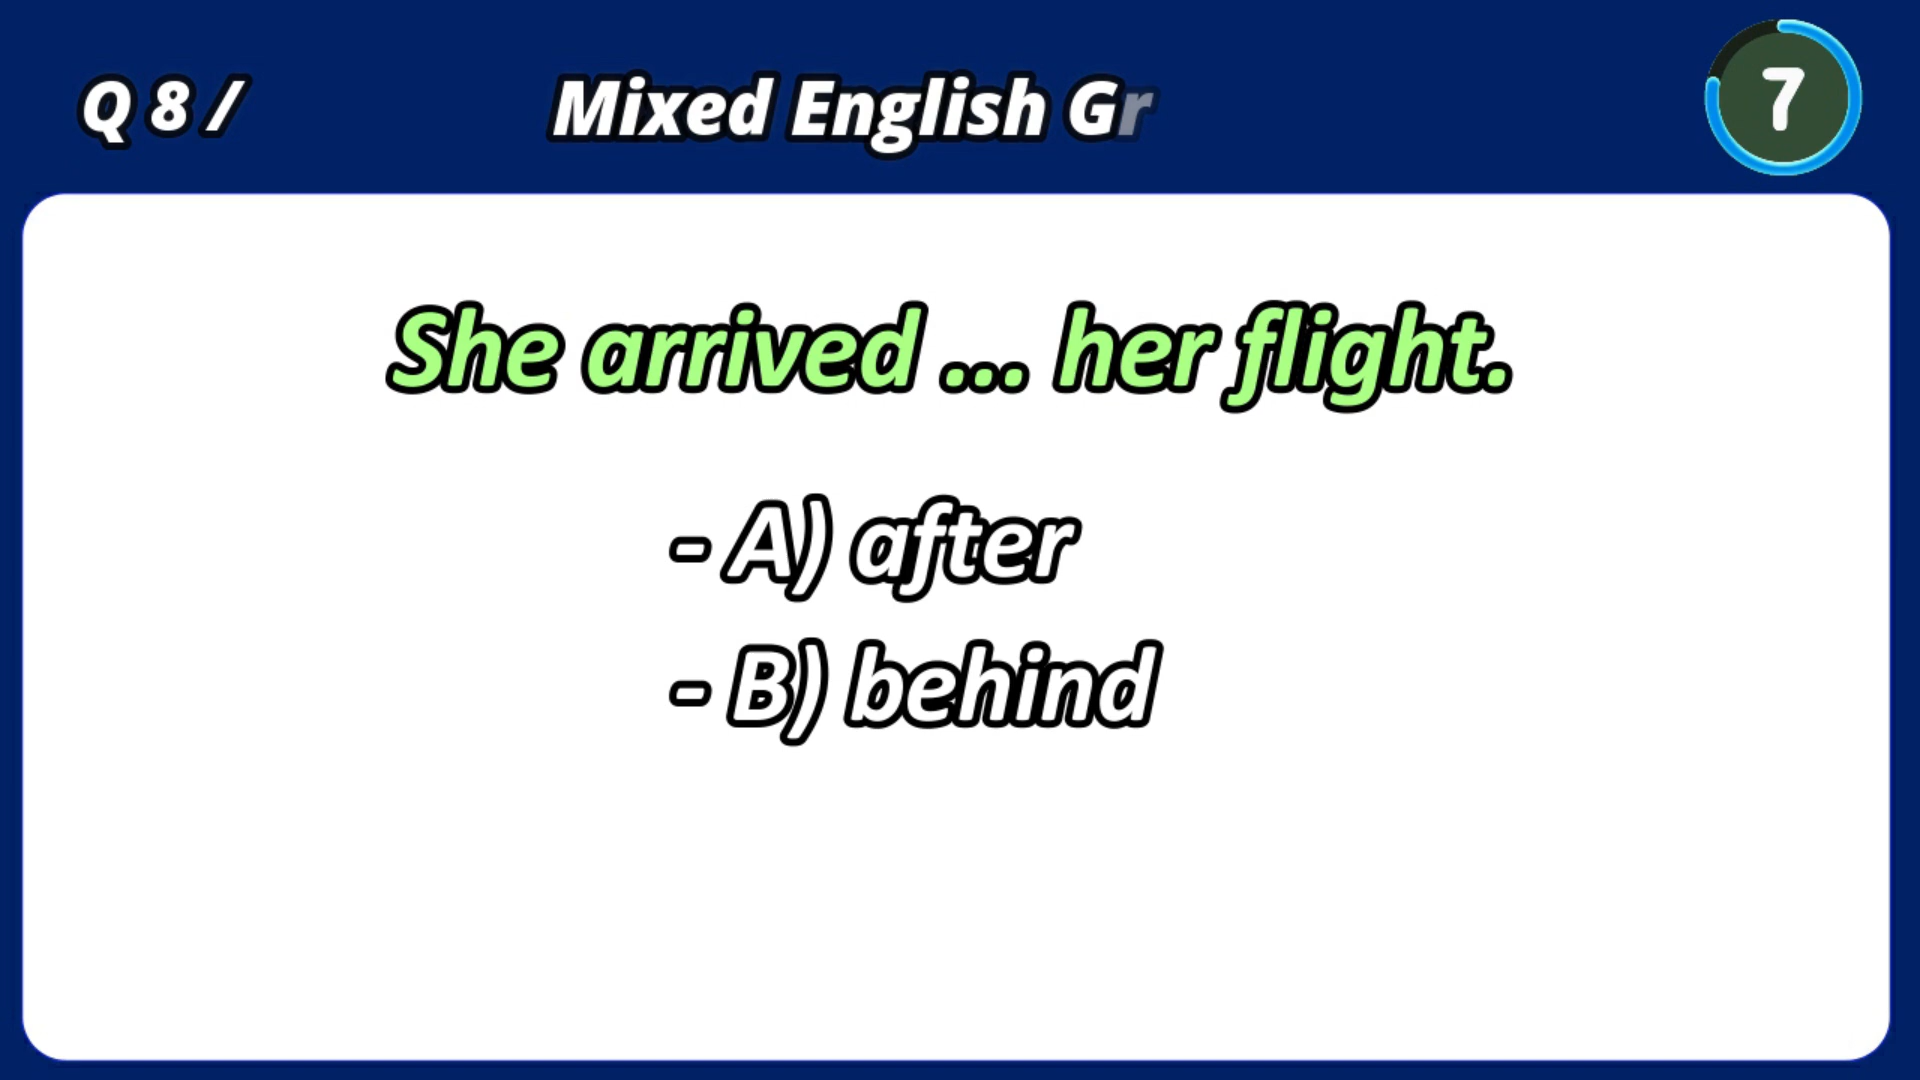 Q 8 /
Mixed English Gr
7
She arrived ... her flight.
- A) after
- B) behind